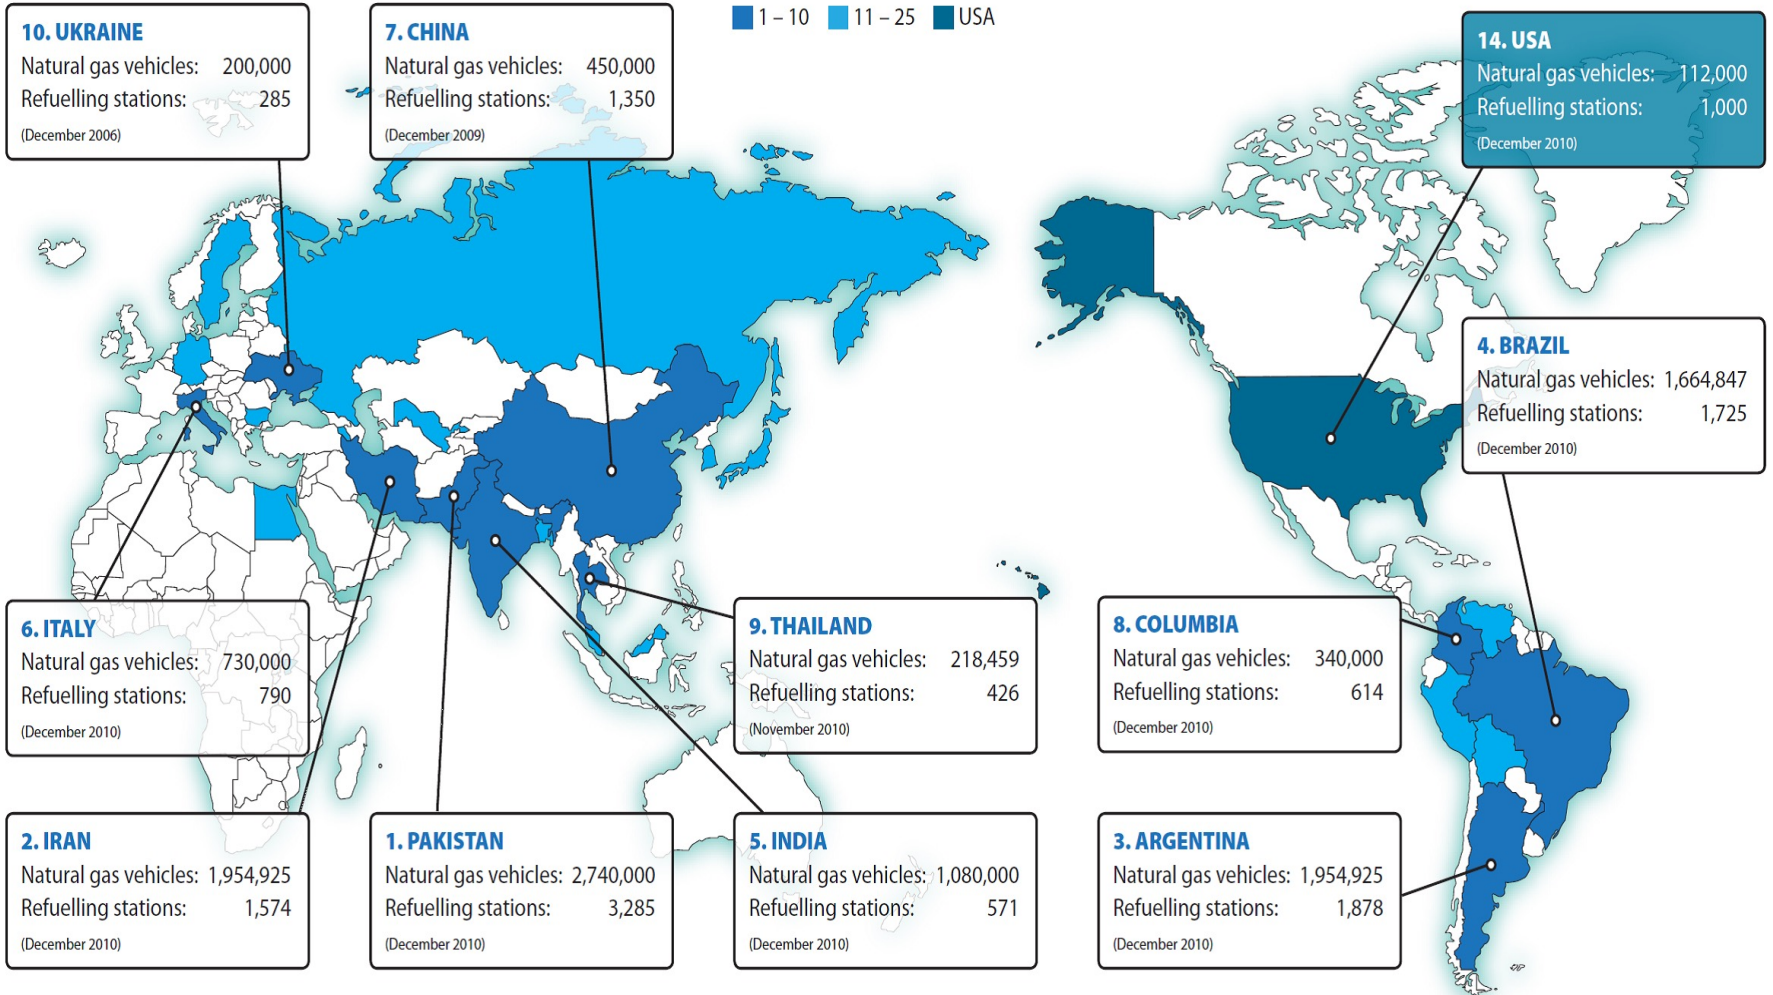 1 – 10 11 – 25 USA
10. UKRAINE
Natural gas vehicles: 200,000
Refuelling stations: 285
(December 2006)
7. CHINA
Natural gas vehicles: 450,000
Refuelling stations: 1,350
(December 2009)
14. USA
Natural gas vehicles: 112,000
Refuelling stations: 1,000
(December 2010)
4. BRAZIL
Natural gas vehicles: 1,664,847
Refuelling stations: 1,725
(December 2010)
6. ITALY
Natural gas vehicles: 730,000
Refuelling stations: 790
(December 2010)
9. THAILAND
Natural gas vehicles: 218,459
Refuelling stations: 426
(November 2010)
8. COLUMBIA
Natural gas vehicles: 340,000
Refuelling stations: 614
(December 2010)
2. IRAN
Natural gas vehicles: 1,954,925
Refuelling stations: 1,574
(December 2010)
1. PAKISTAN
Natural gas vehicles: 2,740,000
Refuelling stations: 3,285
(December 2010)
5. INDIA
Natural gas vehicles: 1,080,000
Refuelling stations: 571
(December 2010)
3. ARGENTINA
Natural gas vehicles: 1,954,925
Refuelling stations: 1,878
(December 2010)